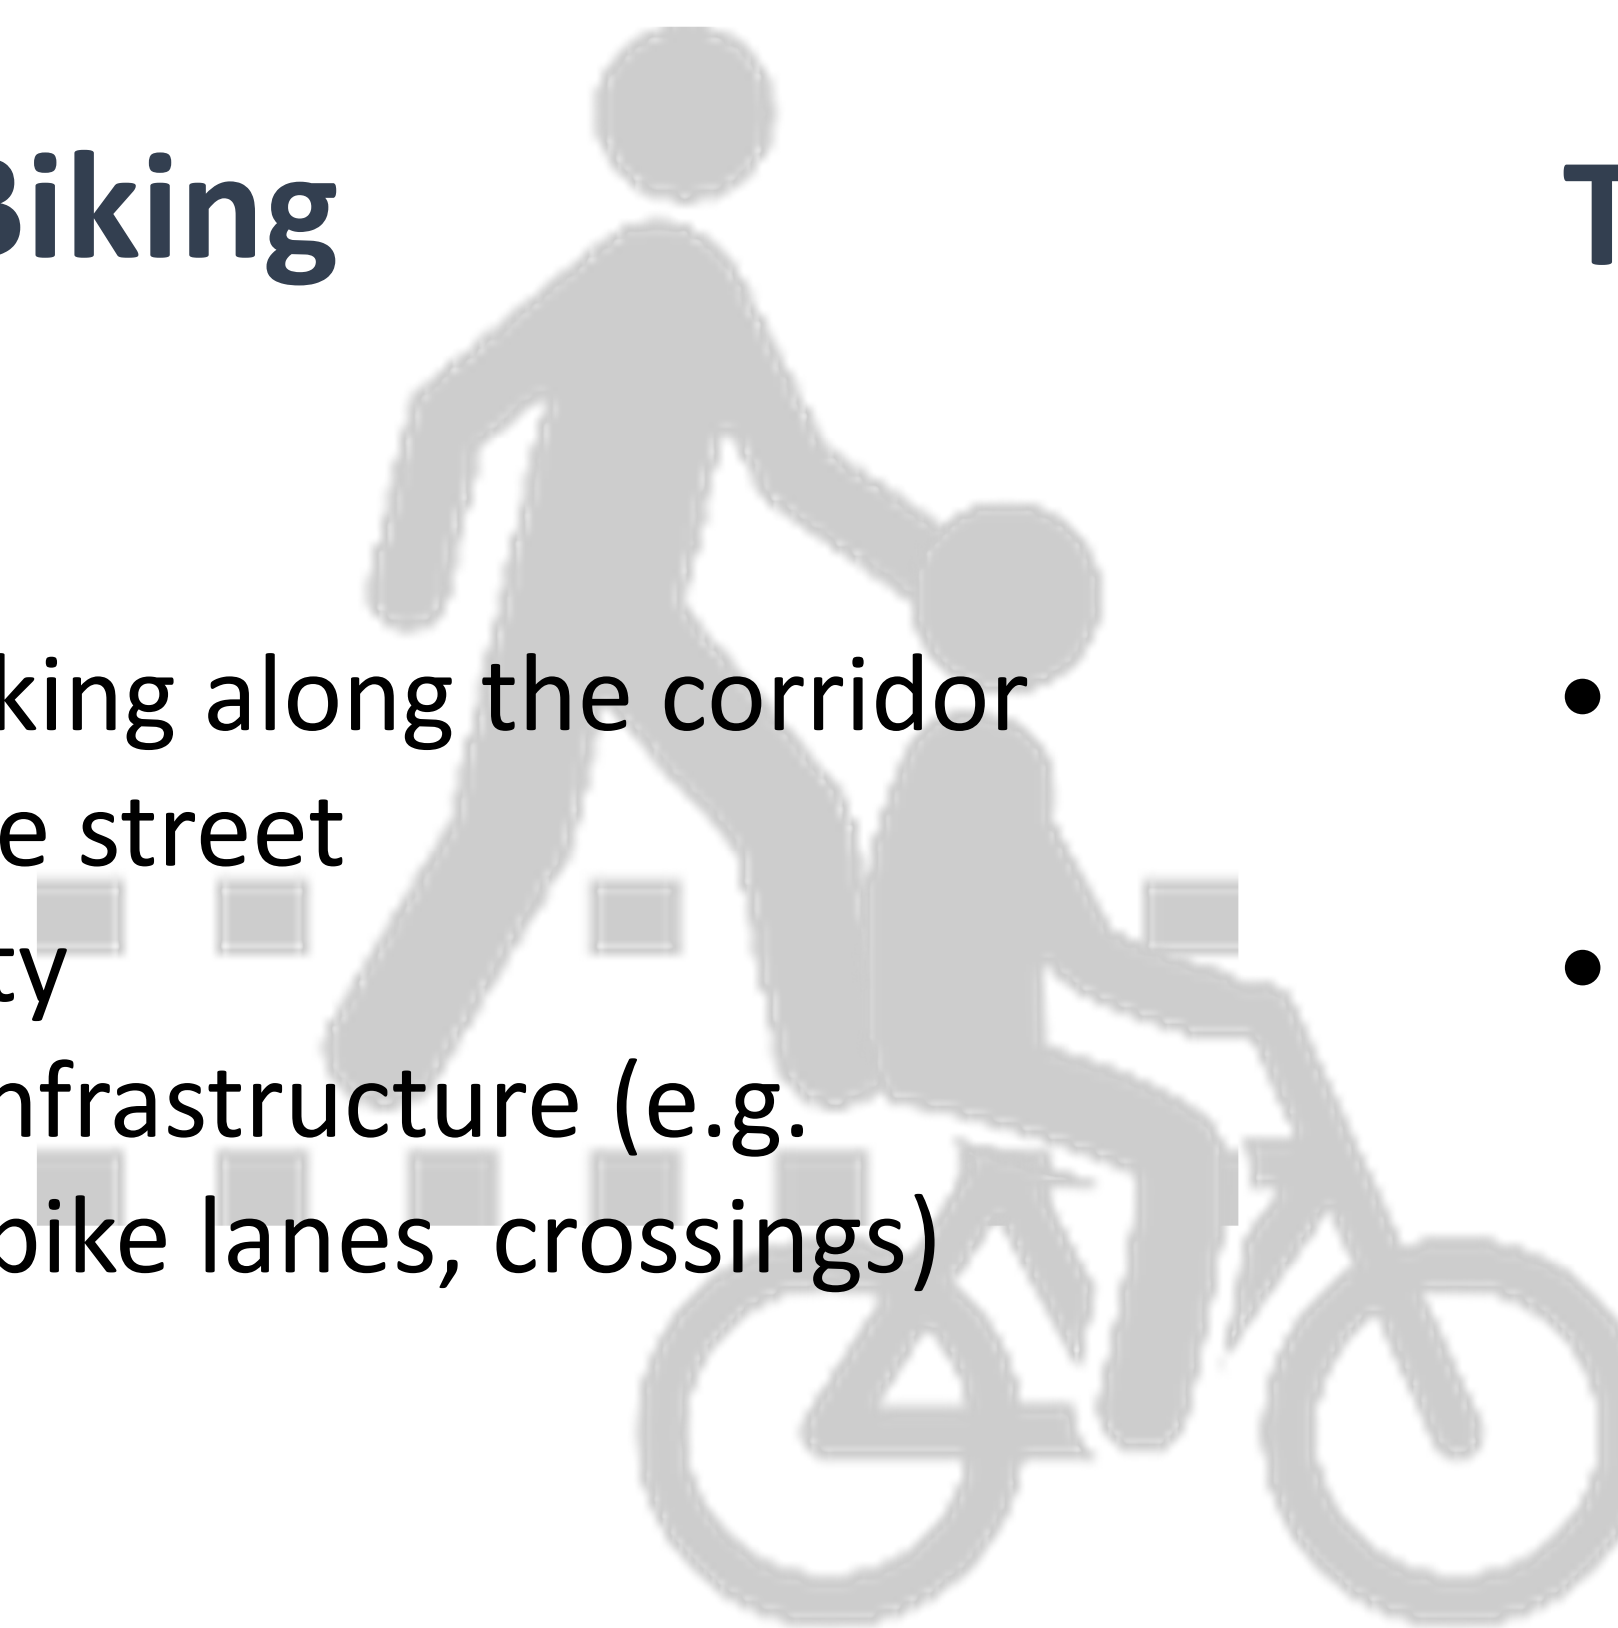 Biking
king along the corridor
e street
ty
nfrastructure (e.g.
bike lanes, crossings)
T
•
•